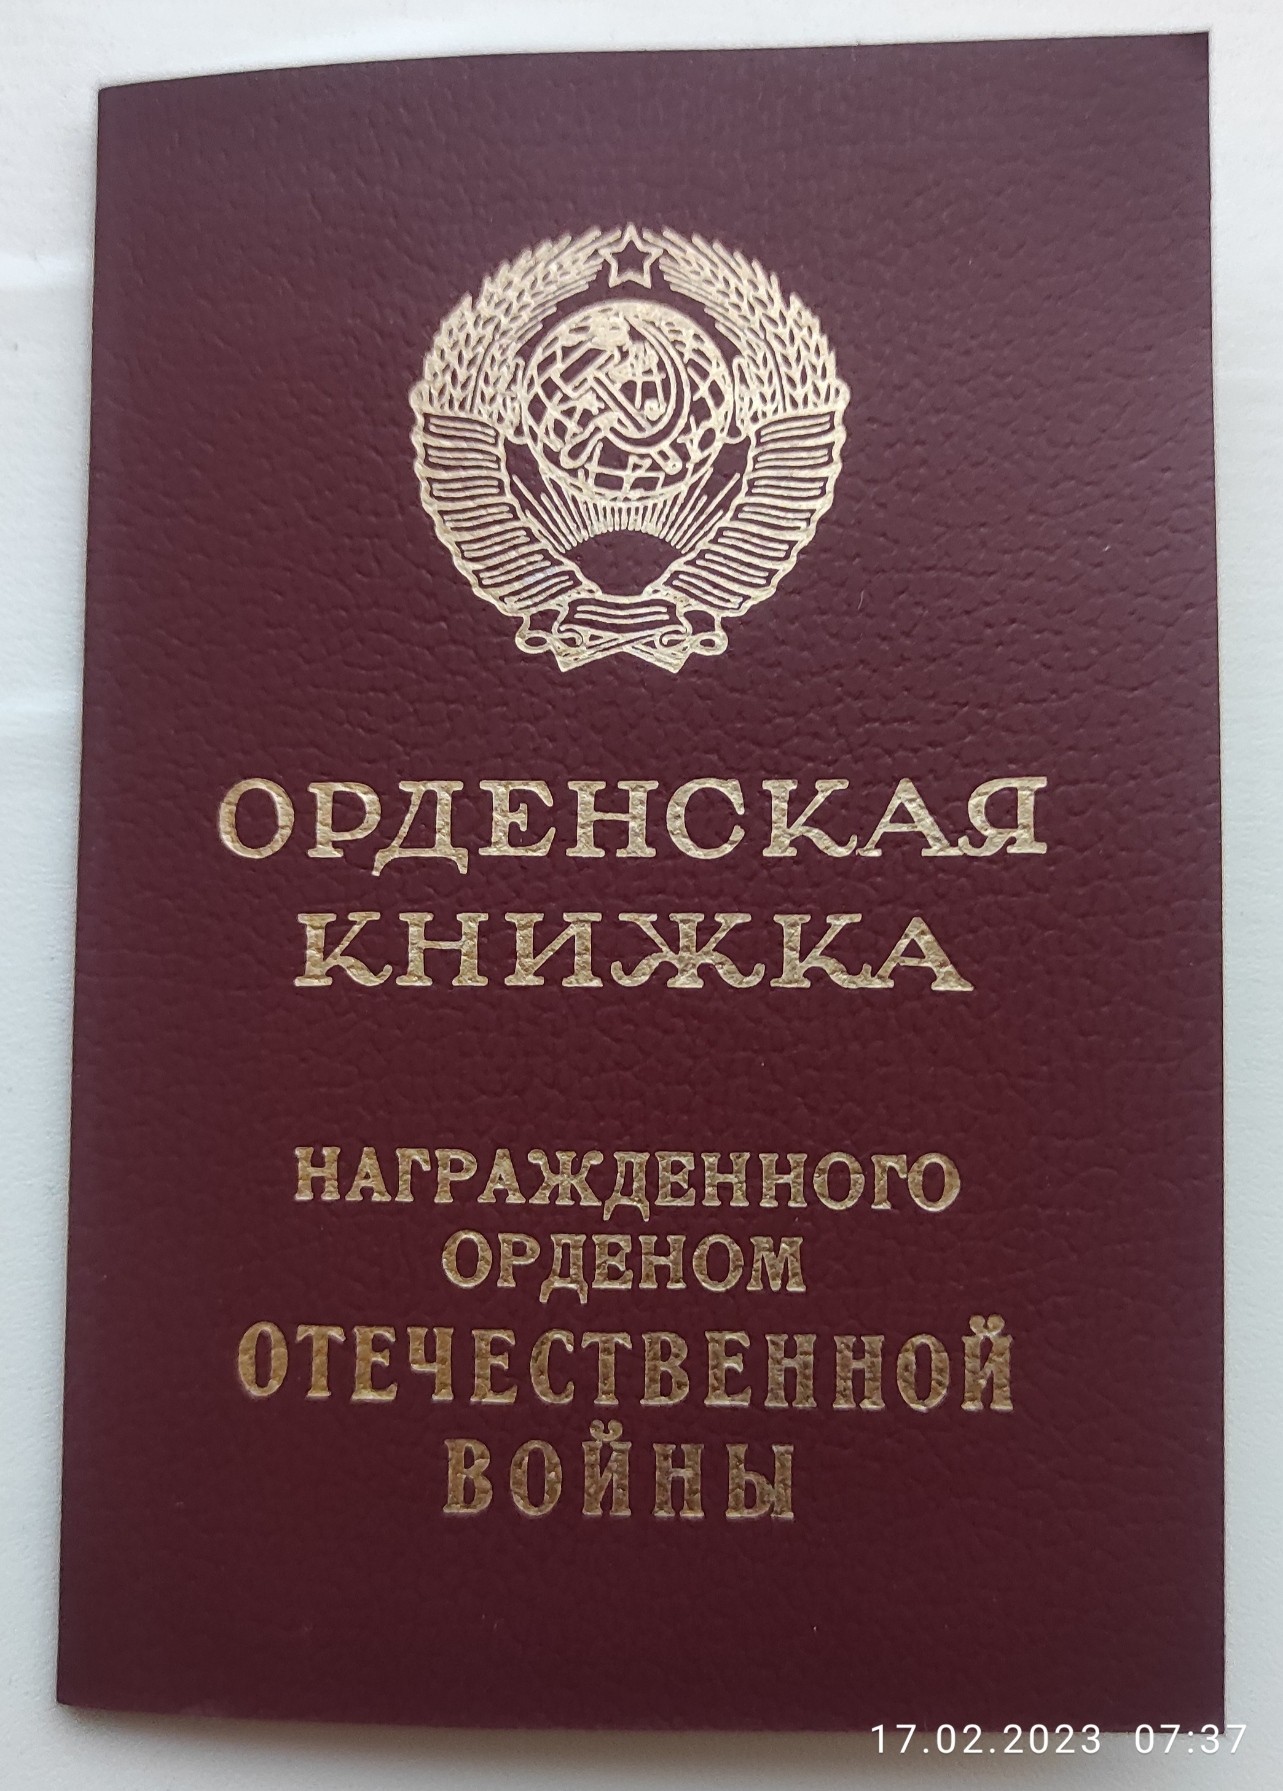 ОРДЕНСКАЯ
КНИЖКА
НАГРАЖДЕННОГО
ОРДЕНОМ
ОТЕЧЕСТВЕННОЙ
ВОЙНЫ
17.02.2023 07:37